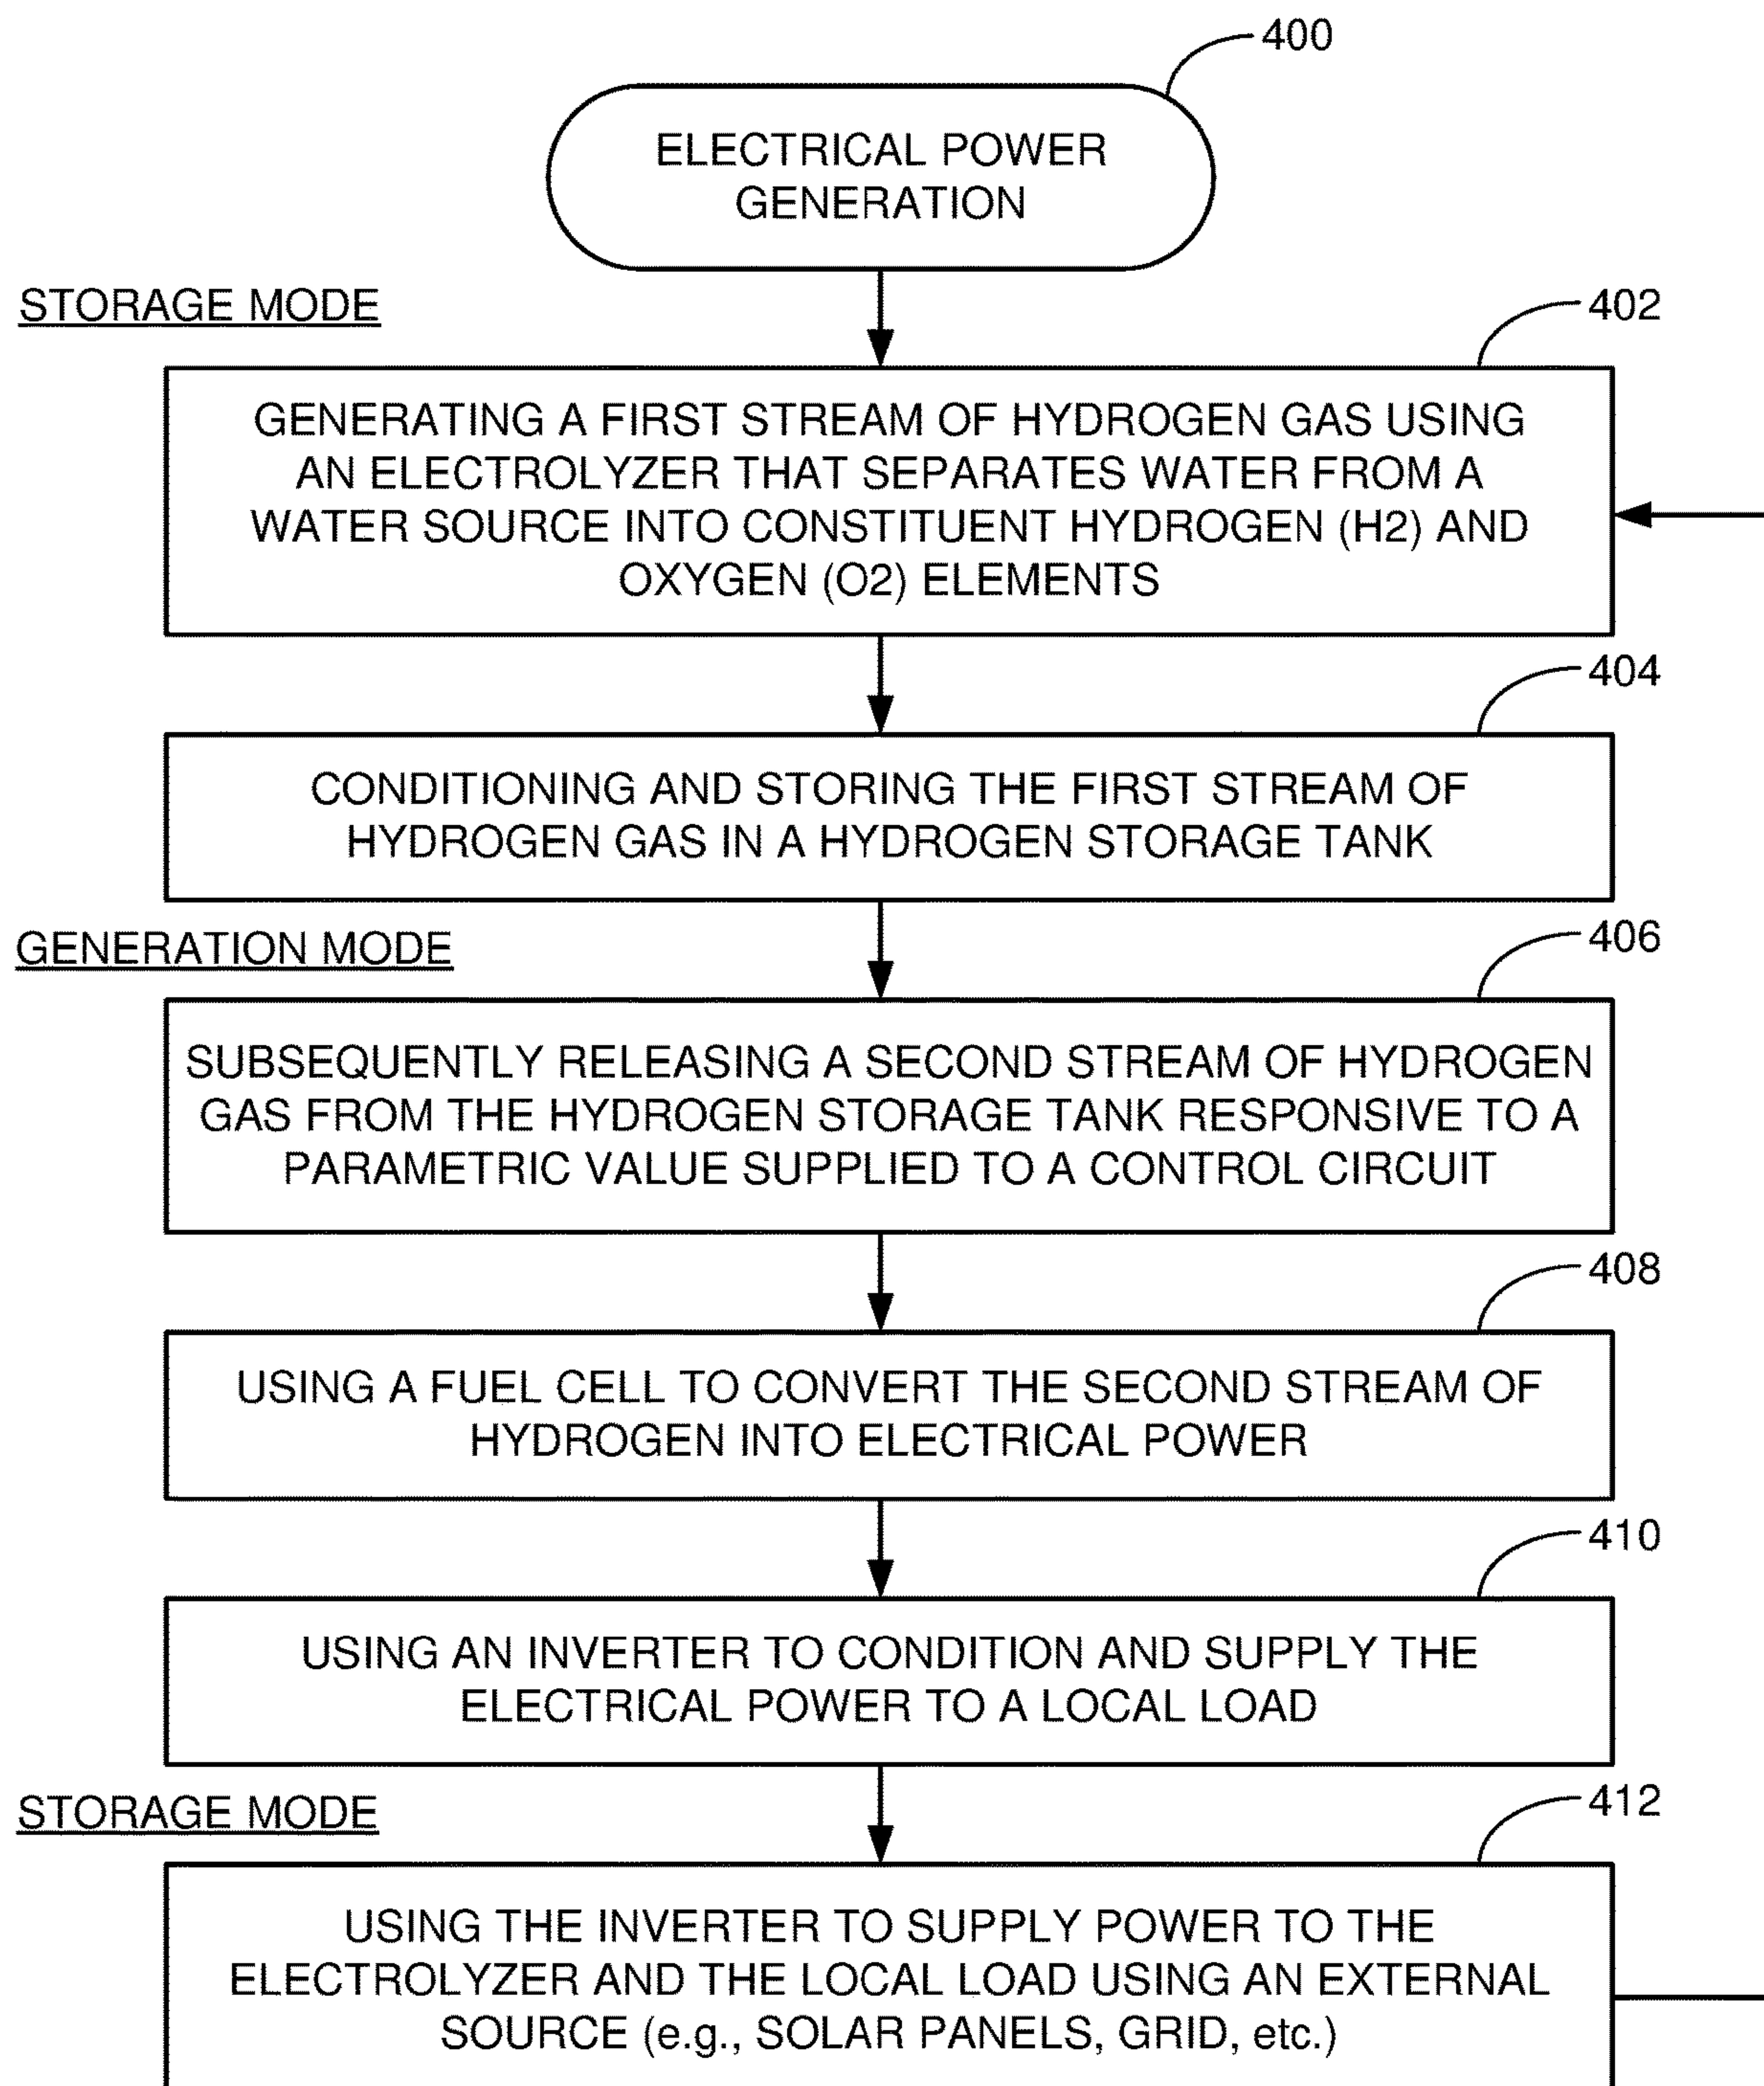 400
ELECTRICAL POWER
GENERATION
STORAGE MODE
402
GENERATING A FIRST STREAM OF HYDROGEN GAS USING
AN ELECTROLYZER THAT SEPARATES WATER FROM A
WATER SOURCE INTO CONSTITUENT HYDROGEN (H2) AND
OXYGEN (O2) ELEMENTS
404
CONDITIONING AND STORING THE FIRST STREAM OF
HYDROGEN GAS IN A HYDROGEN STORAGE TANK
GENERATION MODE
406
SUBSEQUENTLY RELEASING A SECOND STREAM OF HYDROGEN
GAS FROM THE HYDROGEN STORAGE TANK RESPONSIVE TO A
PARAMETRIC VALUE SUPPLIED TO A CONTROL CIRCUIT
408
USING A FUEL CELL TO CONVERT THE SECOND STREAM OF
HYDROGEN INTO ELECTRICAL POWER
410
USING AN INVERTER TO CONDITION AND SUPPLY THE
ELECTRICAL POWER TO A LOCAL LOAD
STORAGE MODE
412
USING THE INVERTER TO SUPPLY POWER TO THE
ELECTROLYZER AND THE LOCAL LOAD USING AN EXTERNAL
SOURCE (e.g., SOLAR PANELS, GRID, etc.)